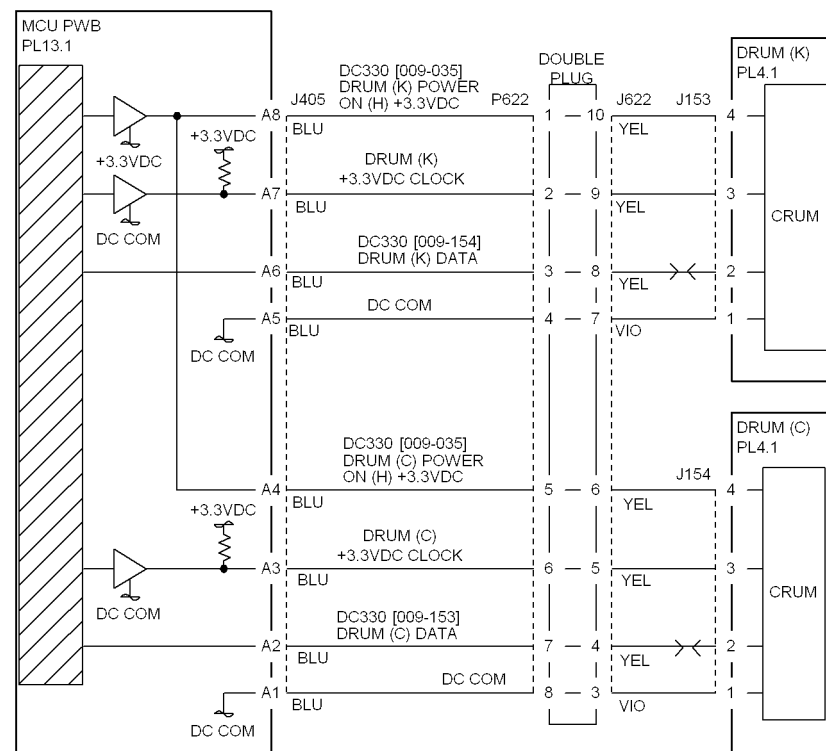 MCU PWB
PL13.1
DOUBLE
PLUG
DRUM (K)
PL4.1
DC330 [009-035]
DRUM (K) POWER
ON (H) +3.3VDC
A8 J405 P622 1 10 J622 J153 4
BLU YEL
+3.3VDC
+3.3VDC
DRUM (K)
+3.3VDC CLOCK
A7 2 9 3
BLU YEL
DC COM
CRUM
DC330 [009-154]
DRUM (K) DATA
A6 3 8 2
BLU YEL
DC COM
A5 4 7 1
BLU VIO
DC COM
DRUM (C)
PL4.1
DC330 [009-035]
DRUM (C) POWER
ON (H) +3.3VDC
J154
A4 5 6 4
BLU YEL
+3.3VDC
DRUM (C)
+3.3VDC CLOCK
A3 6 5 3
BLU YEL
DC COM
CRUM
DC330 [009-153]
DRUM (C) DATA
A2 7 4 2
BLU YEL
DC COM
A1 8 3 1
BLU VIO
DC COM